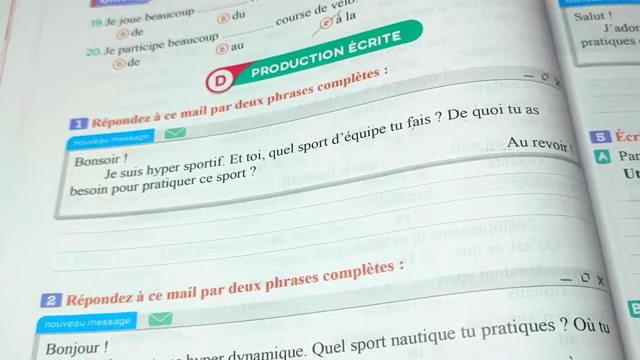 19. Je joue beaucoup ............ course de vélo.
ⓐ de ⓑ du ⓒ à la
20. Je participe beaucoup ............
ⓐ de ⓑ au
D PRODUCTION ÉCRITE
1 Répondez à ce mail par deux phrases complètes :
nouveau message
Bonsoir !
Je suis hyper sportif. Et toi, quel sport d'équipe tu fais ? De quoi tu as
besoin pour pratiquer ce sport ?
Au revoir !
2 Répondez à ce mail par deux phrases complètes :
nouveau message
Bonjour !
hyper dynamique. Quel sport nautique tu pratiques ? Où tu
Salut !
pratiques
5
A